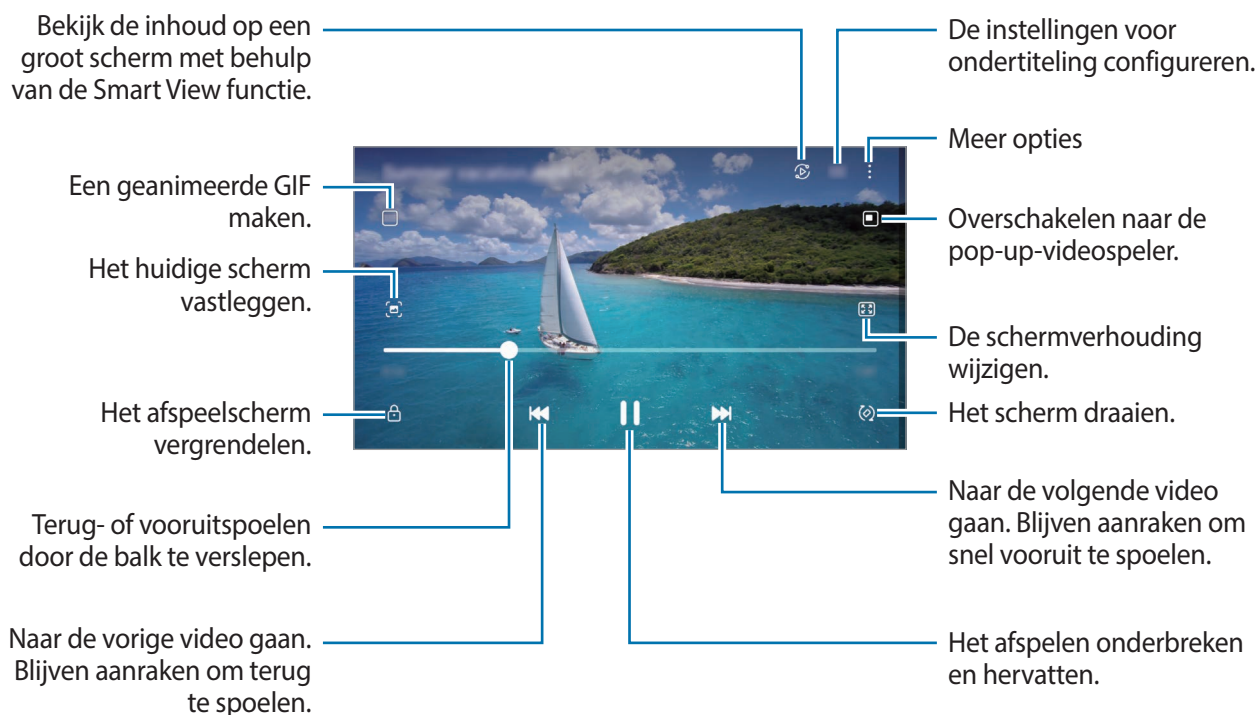 Bekijk de inhoud op een
groot scherm met behulp
van de Smart View functie.
Een geanimeerde GIF
maken.
Het huidige scherm
vastleggen.
Het afspeelscherm
vergrendelen.
Terug- of vooruitspoelen
door de balk te verslepen.
Naar de vorige video gaan.
Blijven aanraken om terug
te spoelen.
De instellingen voor
ondertiteling configureren.
Meer opties
Overschakelen naar de
pop-up-videospeler.
De schermverhouding
wijzigen.
Het scherm draaien.
Naar de volgende video
gaan. Blijven aanraken om
snel vooruit te spoelen.
Het afspelen onderbreken
en hervatten.